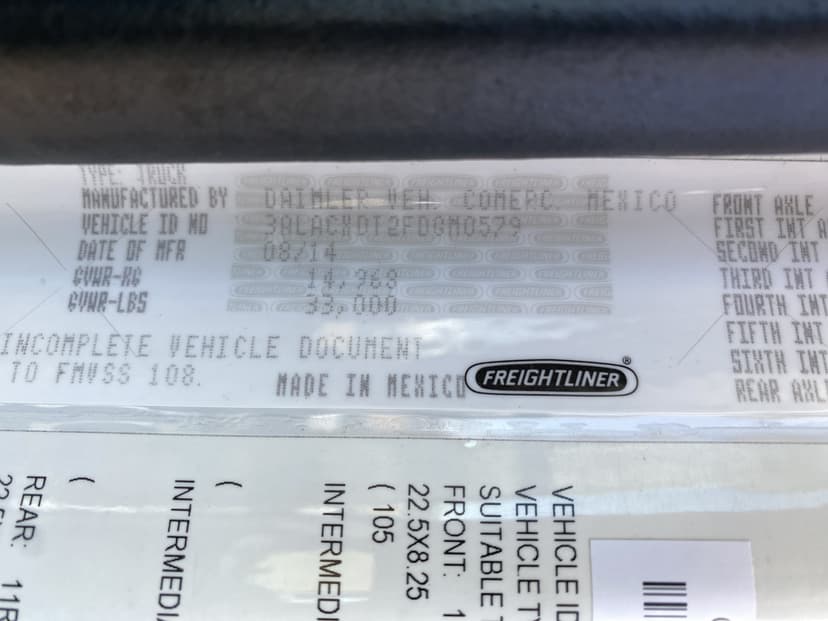 TYPE: TRUCK
MANUFACTURED BY DAIMLER VEH. COMERC. MEXICO
VEHICLE ID NO 3ALACXDT2FDGM0579
DATE OF MFR 08/14
GVWR-KG 14,969
GVWR-LBS 33,000
INCOMPLETE VEHICLE DOCUMENT
TO FMVSS 108.
MADE IN MEXICO
FREIGHTLINER®
FRONT AXLE
FIRST INT A
SECOND INT
THIRD INT
FOURTH INT
FIFTH INT
SIXTH INT
REAR AXL
VEHICLE ID
VEHICLE TY
SUITABLE T
FRONT: 1
22.5X8.25
( 105
INTERMEDI
(
INTERMEDI
(
REAR: 11R